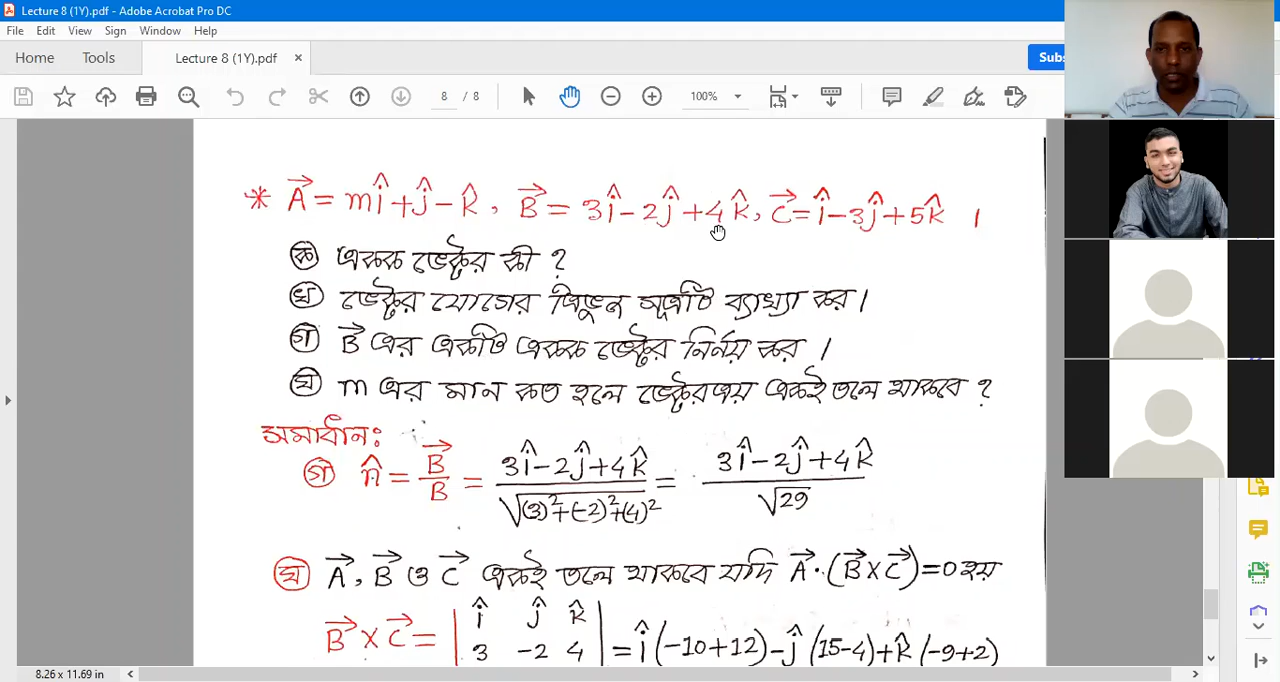 Lecture 8 (1Y).pdf - Adobe Acrobat Pro DC
File Edit View Sign Window Help
Home Tools Lecture 8 (1Y).pdf × Subs
8 / 8 100%
* A⃗ = mî+ĵ-k̂, B⃗ = 3î-2ĵ+4k̂, C⃗=î-3ĵ+5k̂ ।
ক একক ভেক্টর কী ?
খ ভেক্টর যোগের ত্রিভুজ সূত্রটি ব্যাখ্যা কর।
গ B⃗ এর একটি একক ভেক্টর নির্নয় কর ।
ঘ m এর মান কত হলে ভেক্টরত্রয় একই তলে থাকবে ?
সমাধান:
গ n̂ = B⃗/B = (3î-2ĵ+4k̂)/√((3)²+(-2)²+(4)²) = (3î-2ĵ+4k̂)/√29
ঘ A⃗, B⃗ ও C⃗ একই তলে থাকবে যদি A⃗·(B⃗×C⃗)=0 হয়
î ĵ k̂
B⃗×C⃗ = 3 -2 4 = î(-10+12)-ĵ(15-4)+k̂(-9+2)
8.26 x 11.69 in